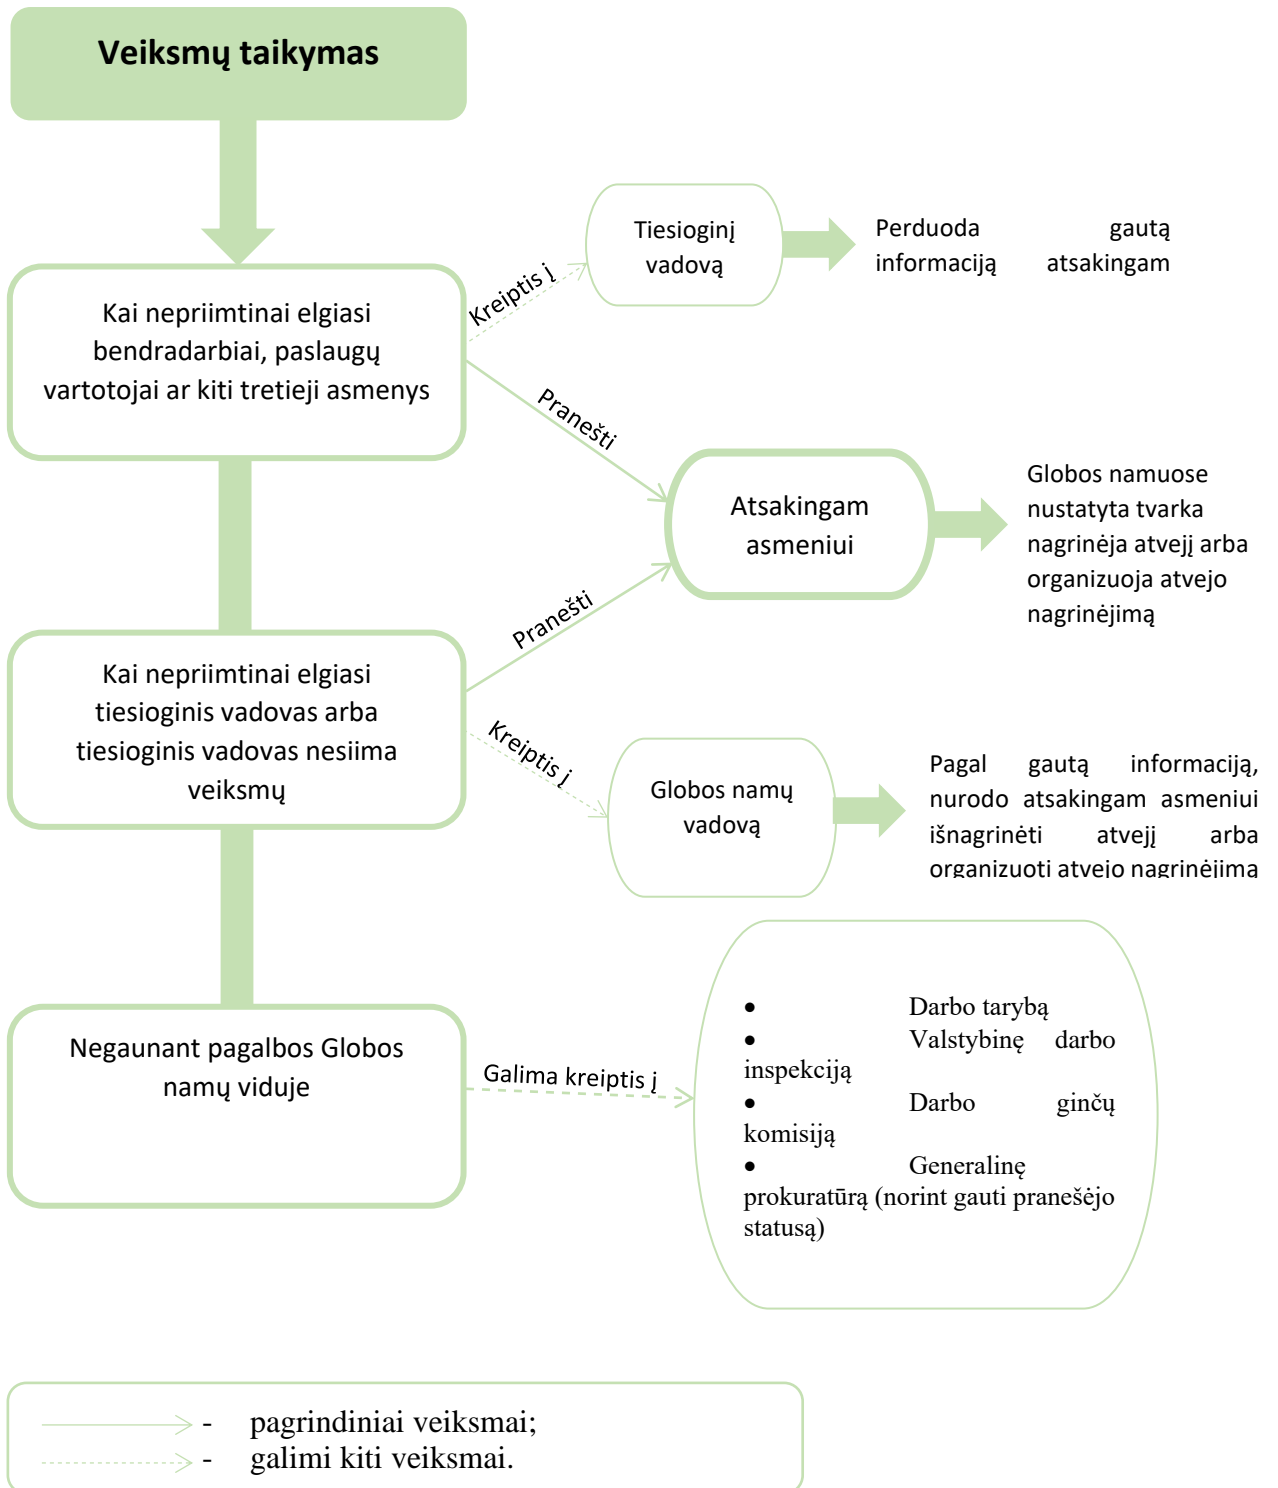 Veiksmų taikymas
Tiesioginį
vadovą
Perduoda gautą
informaciją atsakingam
Kreiptis į
Kai nepriimtinai elgiasi
bendradarbiai, paslaugų
vartotojai ar kiti tretieji asmenys
Pranešti
Atsakingam
asmeniui
Globos namuose
nustatyta tvarka
nagrinėja atvejį arba
organizuoja atvejo
nagrinėjimą
Pranešti
Kai nepriimtinai elgiasi
tiesioginis vadovas arba
tiesioginis vadovas nesiima
veiksmų
Kreiptis į
Globos namų
vadovą
Pagal gautą informaciją,
nurodo atsakingam asmeniui
išnagrinėti atvejį arba
organizuoti atvejo nagrinėjimą
Negaunant pagalbos Globos
namų viduje
Galima kreiptis į
• Darbo tarybą
• Valstybinę darbo
inspekciją
• Darbo ginčų
komisiją
• Generalinę
prokuratūrą (norint gauti pranešėjo
statusą)
- pagrindiniai veiksmai;
- galimi kiti veiksmai.